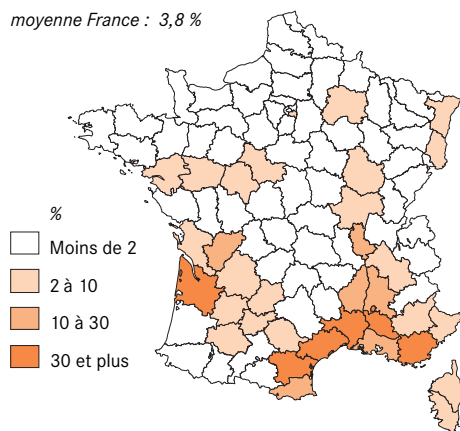 moyenne France : 3,8 %
%
Moins de 2
2 à 10
10 à 30
30 et plus